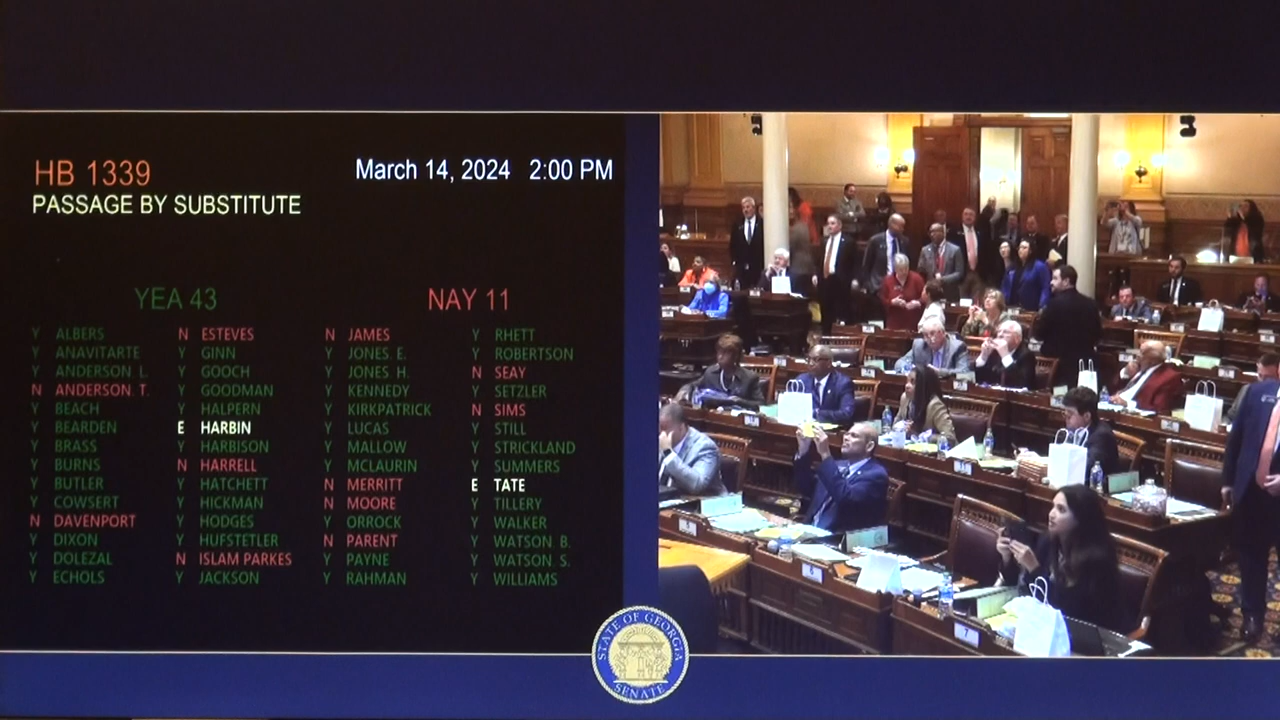 HB 1339
March 14, 2024 2:00 PM
PASSAGE BY SUBSTITUTE
YEA 43
NAY 11
Y ALBERS
Y ANAVITARTE
Y ANDERSON L.
N ANDERSON T.
Y BEACH
Y BEARDEN
Y BRASS
Y BURNS
Y BUTLER
Y COWSERT
N DAVENPORT
Y DIXON
Y DOLEZAL
Y ECHOLS
N ESTEVES
Y GINN
Y GOOCH
Y GOODMAN
Y HALPERN
E HARBIN
Y HARBISON
N HARRELL
Y HATCHETT
Y HICKMAN
Y HODGES
Y HUFSTETLER
N ISLAM PARKES
Y JACKSON
N JAMES
Y JONES E.
Y JONES H.
Y KENNEDY
Y KIRKPATRICK
Y LUCAS
Y MALLOW
Y MCLAURIN
N MERRITT
N MOORE
Y ORROCK
N PARENT
Y PAYNE
Y RAHMAN
Y RHETT
Y ROBERTSON
N SEAY
Y SETZLER
N SIMS
Y STILL
Y STRICKLAND
Y SUMMERS
E TATE
Y TILLERY
Y WALKER
Y WATSON B.
Y WATSON S.
Y WILLIAMS
STATE OF GEORGIA
SENATE
6
7